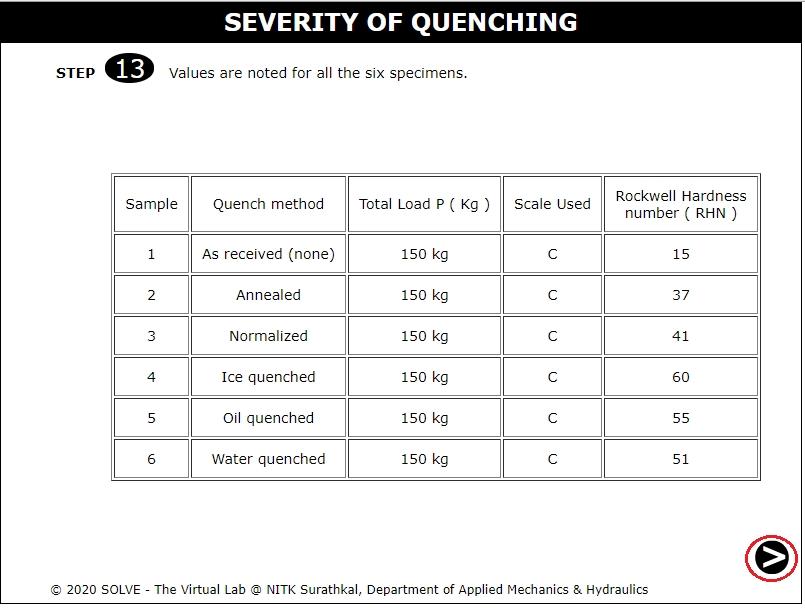 SEVERITY OF QUENCHING
STEP 13 Values are noted for all the six specimens.
Sample Quench method Total Load P ( Kg ) Scale Used Rockwell Hardness number ( RHN )
1 As received (none) 150 kg C 15
2 Annealed 150 kg C 37
3 Normalized 150 kg C 41
4 Ice quenched 150 kg C 60
5 Oil quenched 150 kg C 55
6 Water quenched 150 kg C 51
© 2020 SOLVE - The Virtual Lab @ NITK Surathkal, Department of Applied Mechanics & Hydraulics